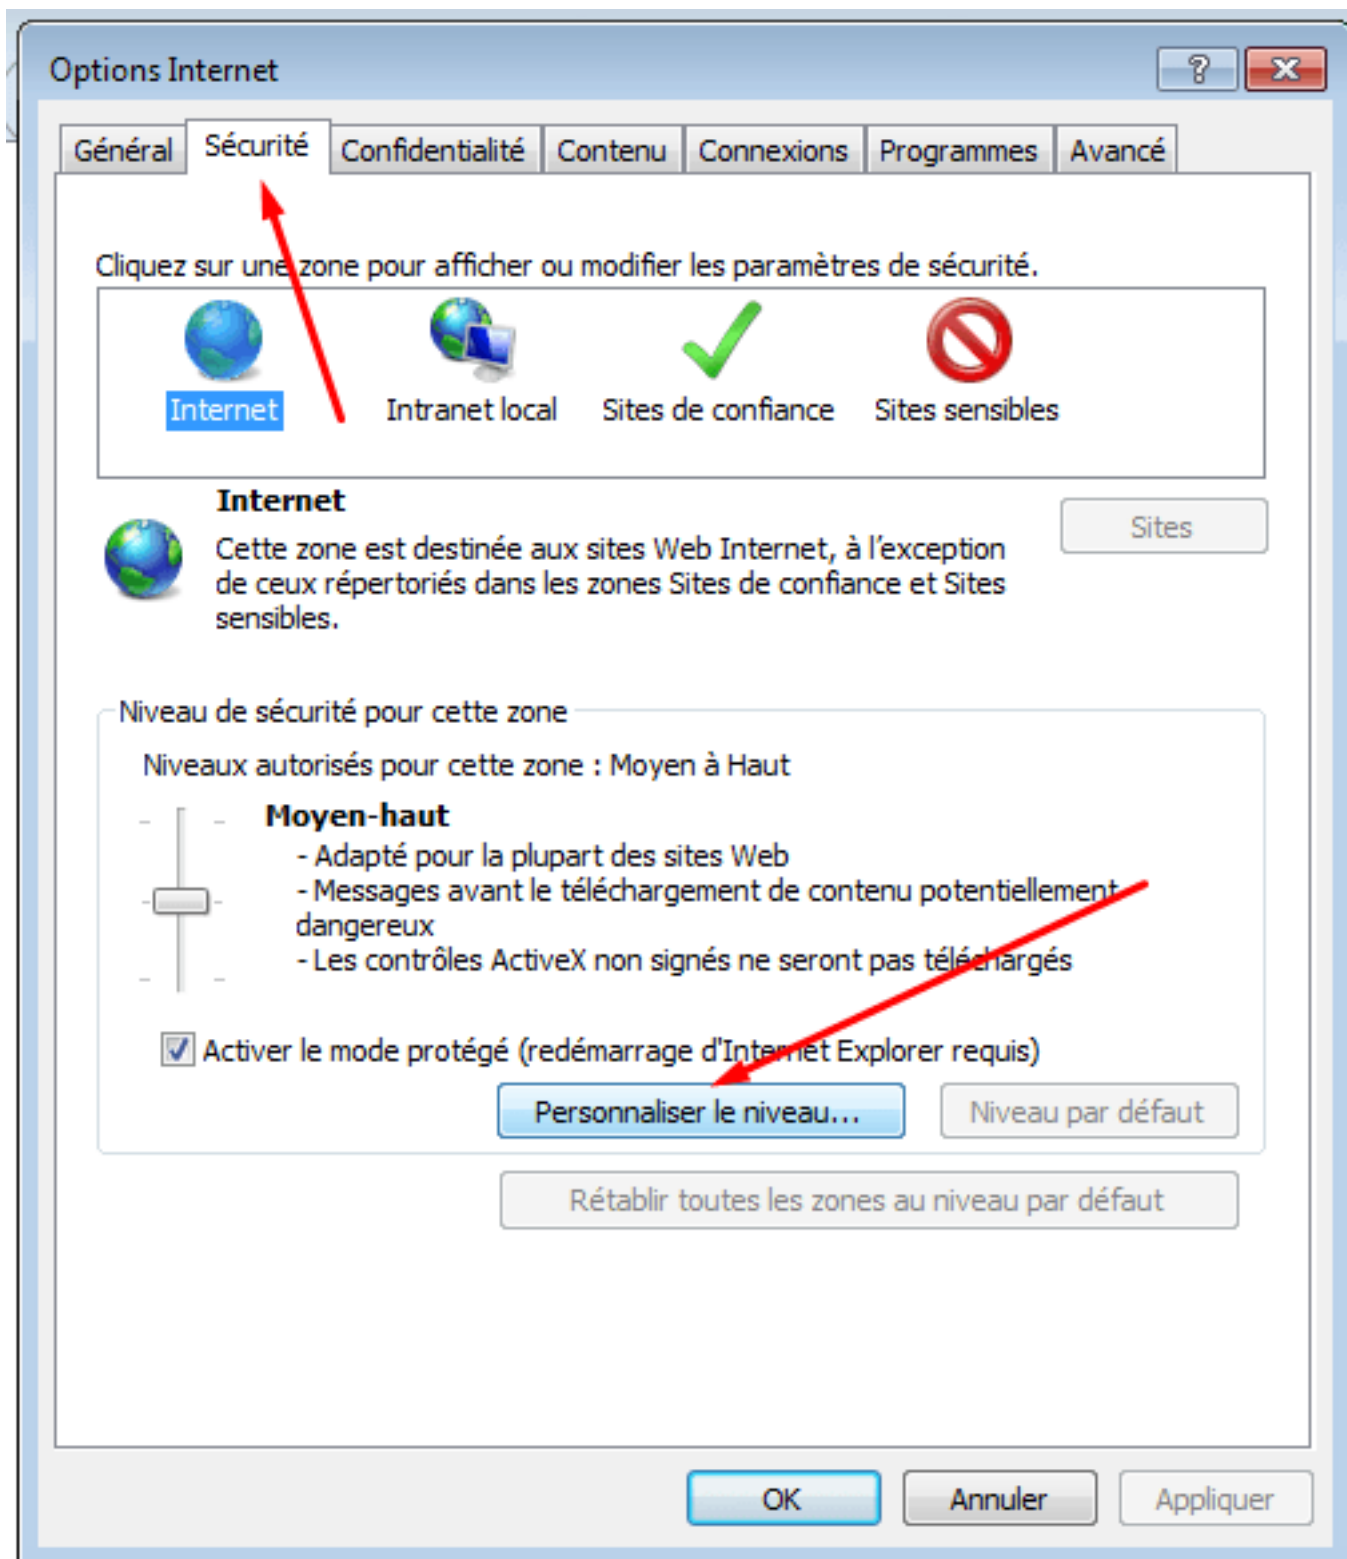 Options Internet
Général Sécurité Confidentialité Contenu Connexions Programmes Avancé
Cliquez sur une zone pour afficher ou modifier les paramètres de sécurité.
Internet Intranet local Sites de confiance Sites sensibles
Internet
Sites
Cette zone est destinée aux sites Web Internet, à l'exception
de ceux répertoriés dans les zones Sites de confiance et Sites
sensibles.
Niveau de sécurité pour cette zone
Niveaux autorisés pour cette zone : Moyen à Haut
Moyen-haut
- Adapté pour la plupart des sites Web
- Messages avant le téléchargement de contenu potentiellement
dangereux
- Les contrôles ActiveX non signés ne seront pas téléchargés
Activer le mode protégé (redémarrage d'Internet Explorer requis)
Personnaliser le niveau... Niveau par défaut
Rétablir toutes les zones au niveau par défaut
OK Annuler Appliquer